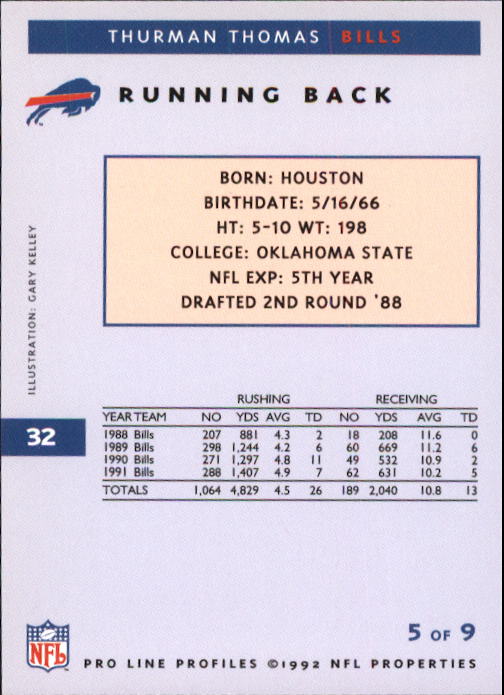 THURMAN THOMAS BILLS
RUNNING BACK
BORN: HOUSTON
BIRTHDATE: 5/16/66
HT: 5-10 WT: 198
COLLEGE: OKLAHOMA STATE
NFL EXP: 5TH YEAR
DRAFTED 2ND ROUND '88
ILLUSTRATION: GARY KELLEY
32
RUSHING RECEIVING
YEAR TEAM NO YDS AVG TD NO YDS AVG TD
1988 Bills 207 881 4.3 2 18 208 11.6 0
1989 Bills 298 1,244 4.2 6 60 669 11.2 6
1990 Bills 271 1,297 4.8 11 49 532 10.9 2
1991 Bills 288 1,407 4.9 7 62 631 10.2 5
TOTALS 1,064 4,829 4.5 26 189 2,040 10.8 13
5 OF 9
NFL
PRO LINE PROFILES ©1992 NFL PROPERTIES